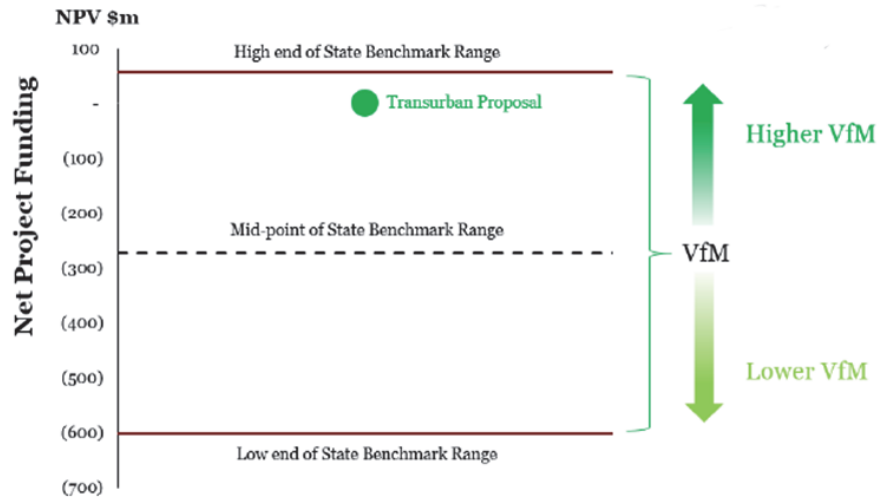 NPV $m
100
High end of State Benchmark Range
-
Transurban Proposal
Higher VfM
(100)
(200)
Mid-point of State Benchmark Range
VfM
(300)
(400)
(500)
Lower VfM
(600)
Low end of State Benchmark Range
(700)
Net Project Funding